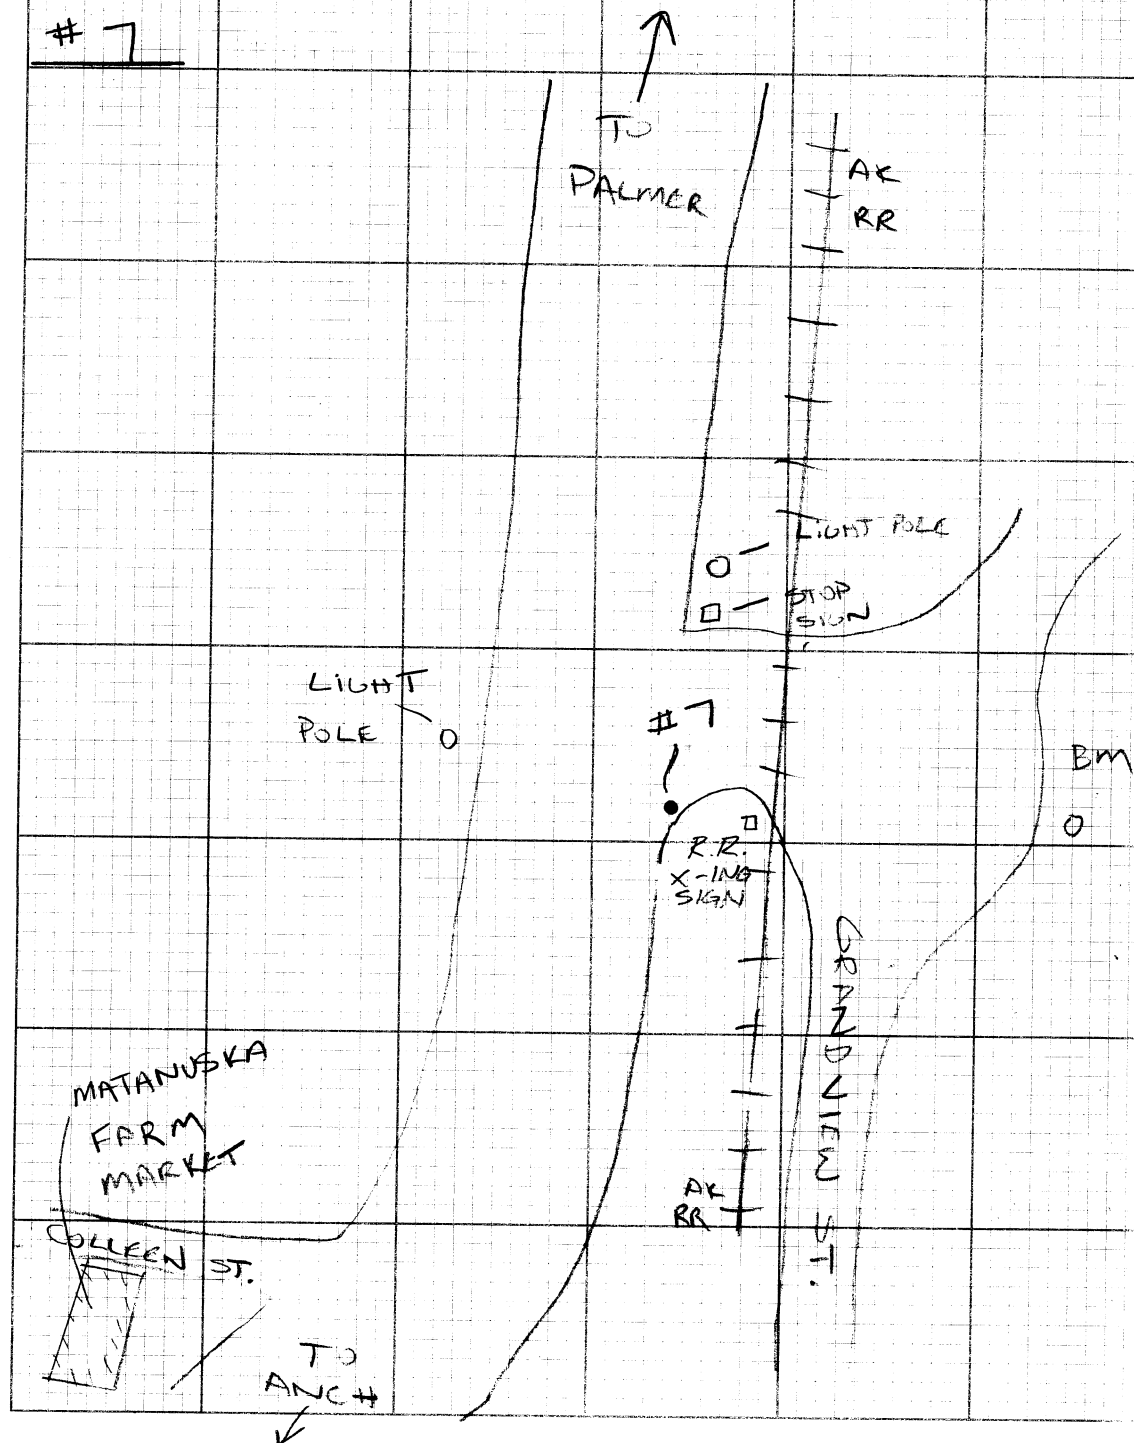 # 7
TO
PALMER
AK
RR
LIGHT POLE
STOP
SIGN
LIGHT
POLE
# 7
BM
R.R.
X-ING
SIGN
GRANDVIEW ST.
MATANUSKA
FARM
MARKET
AK
RR
COLLEEN ST.
TO
ANCH